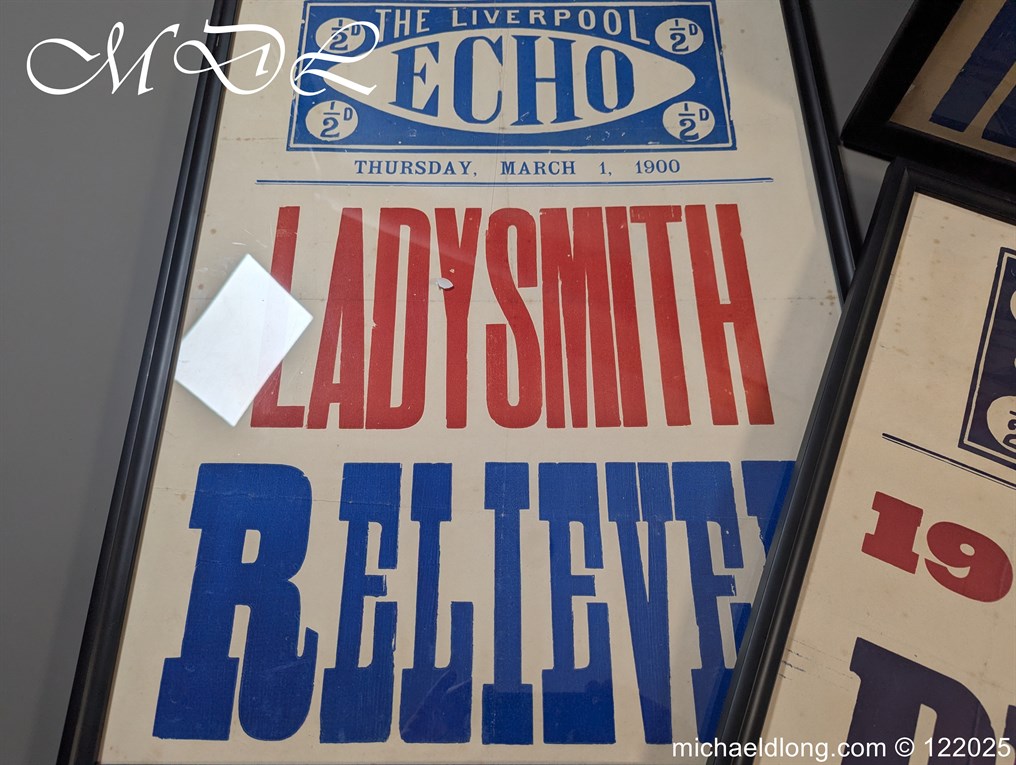 MDL
½D THE LIVERPOOL ½D
ECHO
½D ½D
THURSDAY, MARCH 1, 1900
LADYSMITH
RELIEVE
19
michaeldlong.com © 122025